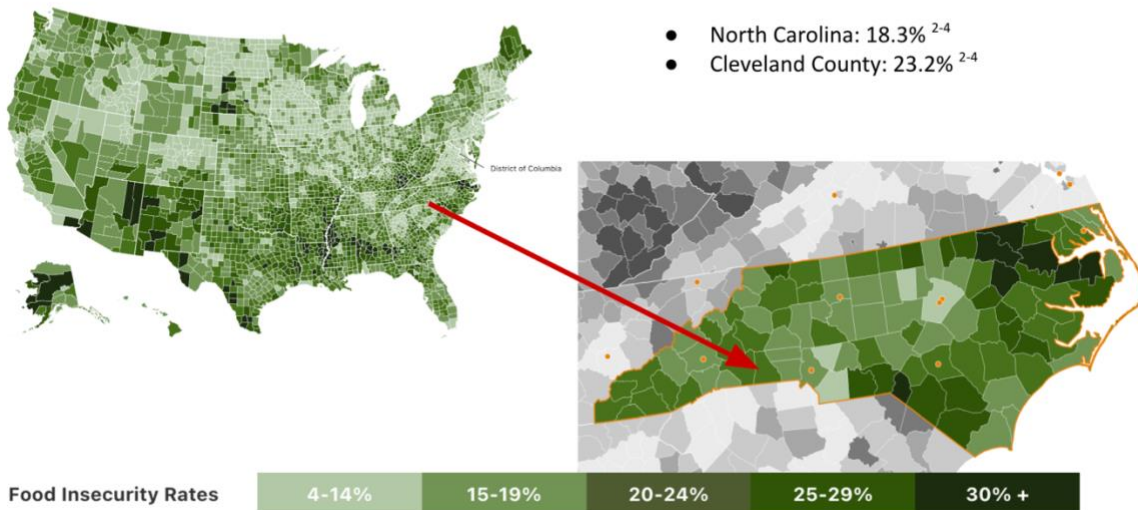 ● North Carolina: 18.3% 2-4
● Cleveland County: 23.2% 2-4
District of Columbia
Food Insecurity Rates 4-14% 15-19% 20-24% 25-29% 30% +